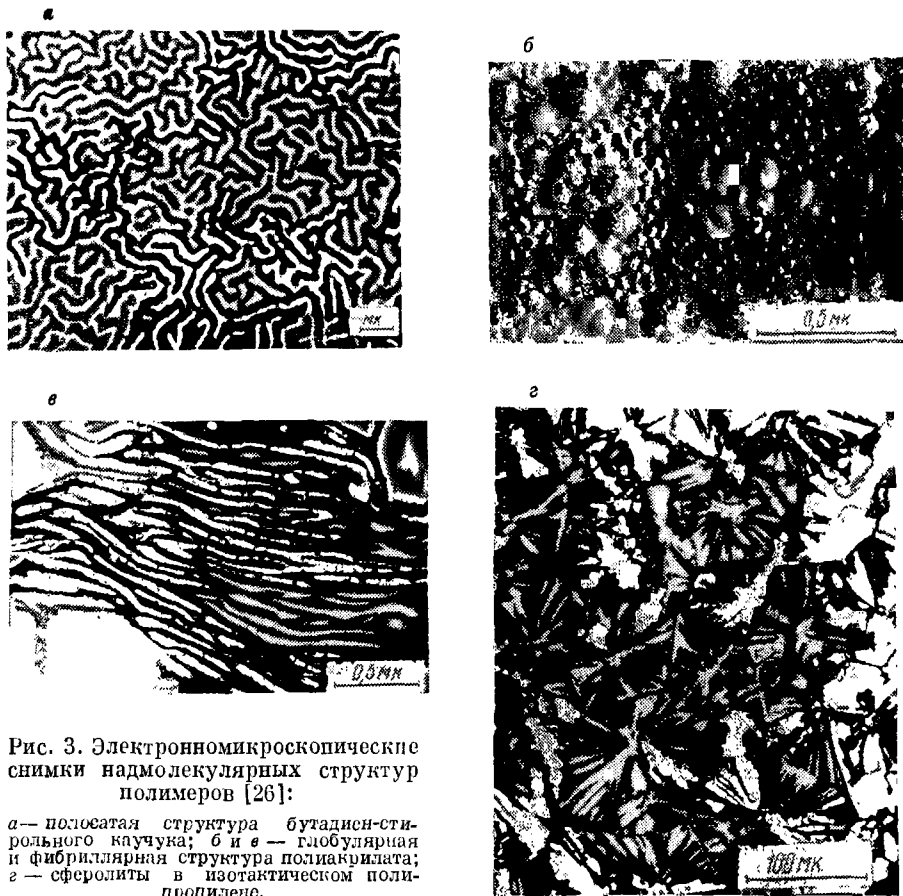 а
б
мк
0,5 мк
в
г
0,5 мк
100 мк
Рис. 3. Электронномикроскопические
снимки надмолекулярных структур
полимеров [26]:
а — полосатая структура бутадиен-сти-
рольного каучука; б и в — глобулярная
и фибриллярная структура полиакрилата;
г — сферолиты в изотактическом поли-
пропилене.